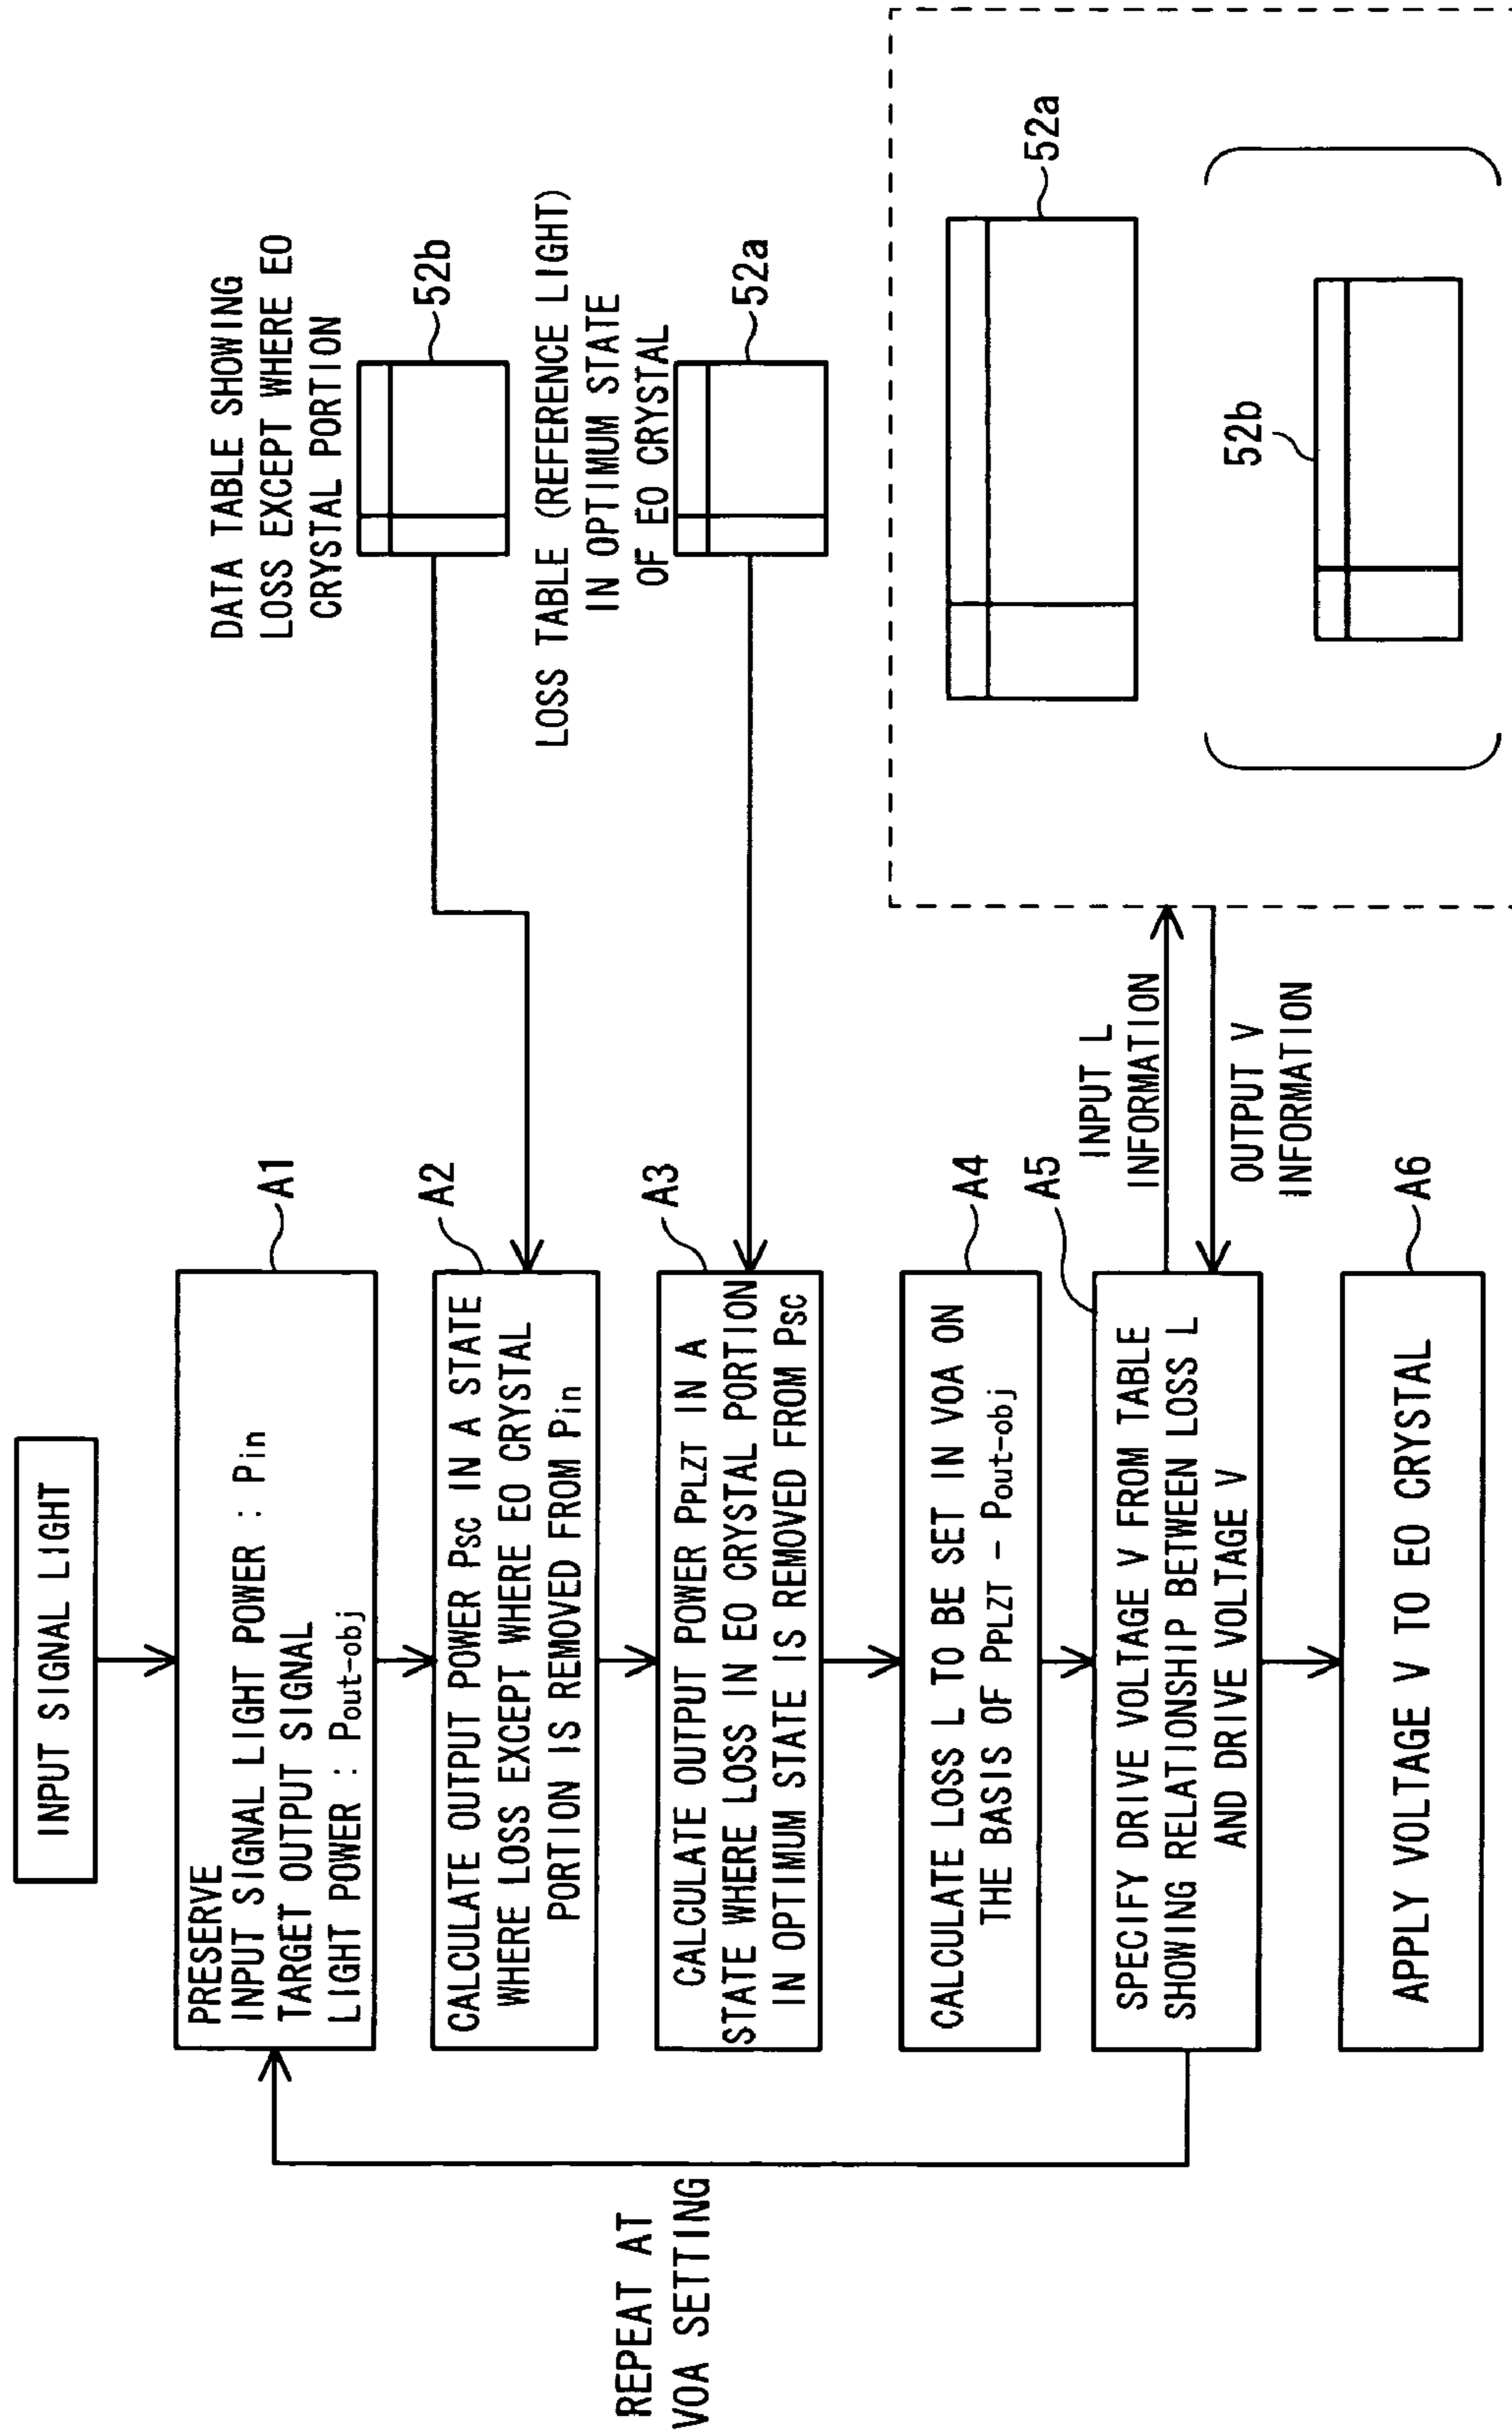 INPUT SIGNAL LIGHT
PRESERVE
INPUT SIGNAL LIGHT POWER : Pin
TARGET OUTPUT SIGNAL
LIGHT POWER : Pout-obj
A1
CALCULATE OUTPUT POWER PSC IN A STATE
WHERE LOSS EXCEPT WHERE EO CRYSTAL
PORTION IS REMOVED FROM Pin
A2
DATA TABLE SHOWING
LOSS EXCEPT WHERE EO
CRYSTAL PORTION
52b
CALCULATE OUTPUT POWER PPLZT IN A
STATE WHERE LOSS IN EO CRYSTAL PORTION
IN OPTIMUM STATE IS REMOVED FROM PSC
A3
LOSS TABLE (REFERENCE LIGHT)
IN OPTIMUM STATE
OF EO CRYSTAL
52a
CALCULATE LOSS L TO BE SET IN VOA ON
THE BASIS OF PPLZT - Pout-obj
A4
SPECIFY DRIVE VOLTAGE V FROM TABLE
SHOWING RELATIONSHIP BETWEEN LOSS L
AND DRIVE VOLTAGE V
A5
INPUT L
INFORMATION
OUTPUT V
INFORMATION
52a
52b
APPLY VOLTAGE V TO EO CRYSTAL
A6
REPEAT AT
VOA SETTING